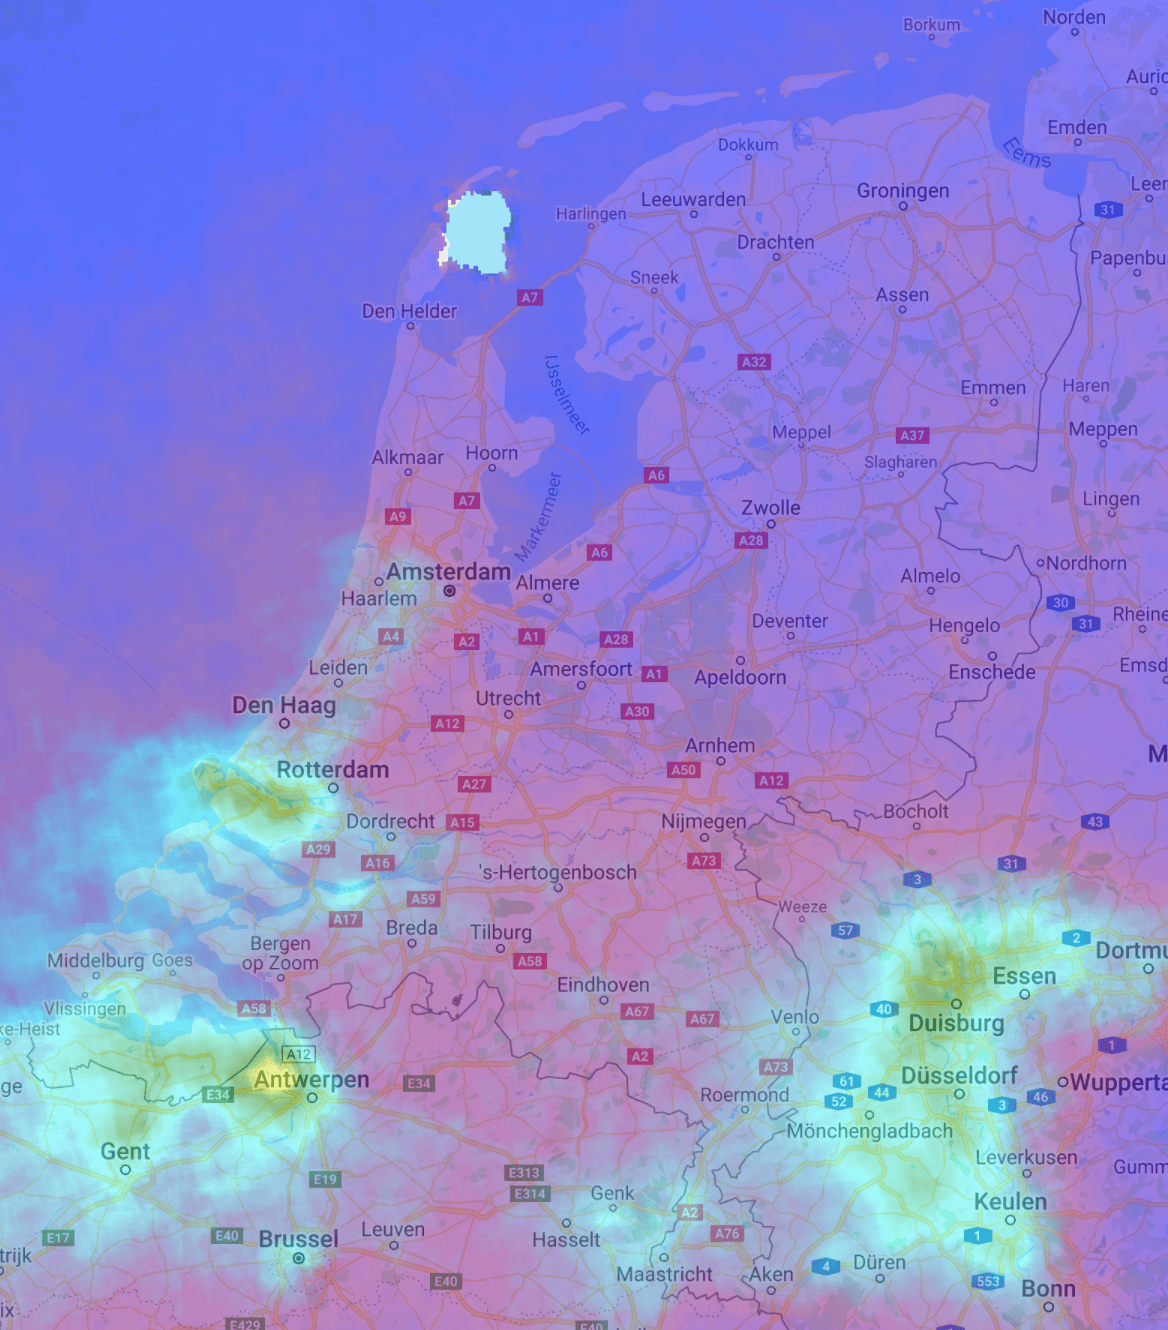 Norden
Borkum
Auric
Emden
Dokkum
Eems
Leer
Groningen
Leeuwarden
31
Harlingen
Drachten
Papenbu
Sneek
A7
Assen
Den Helder
IJsselmeer
A32
Emmen
Haren
Meppel
A37
Meppen
Hoorn
Alkmaar
Slagharen
A6
Markermeer
A7
Lingen
Zwolle
A9
A28
A6
Nordhorn
Amsterdam
Almere
Almelo
Haarlem
30
Rheine
Deventer
31
Hengelo
A4
A2
A1
A28
Leiden
Amersfoort
A1
Apeldoorn
Enschede
Emsd
Utrecht
Den Haag
A12
A30
Arnhem
M
Rotterdam
A50
A27
A12
Bocholt
Dordrecht
A15
Nijmegen
43
A29
A16
A73
31
's-Hertogenbosch
3
A59
Weeze
A17
Breda
Tilburg
57
2
Bergen
op Zoom
Dortmu
Middelburg
Goes
A58
Essen
Eindhoven
Vlissingen
A58
A67
A67
Venlo
40
Duisburg
ke-Heist
A12
A2
1
Antwerpen
E34
A73
Düsseldorf
Wupperta
ge
E34
61
44
52
3
46
Roermond
Mönchengladbach
Gent
Leverkusen
Gumm
E19
E313
E314
Genk
Keulen
A2
E17
E40
Brussel
Leuven
Hasselt
A76
1
trijk
4
Düren
Maastricht
Aken
E40
553
Bonn
ix
E429
E40